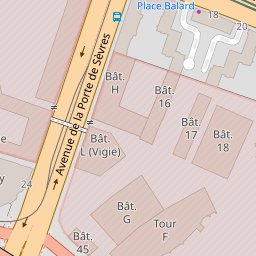 Place Balard
18
20
Avenue de la Porte de Sèvres
Bât.
H
Bât.
16
Bât.
17
Bât.
18
Bât.
L (Vigie)
24
Bât.
G
Tour
F
Bât.
45